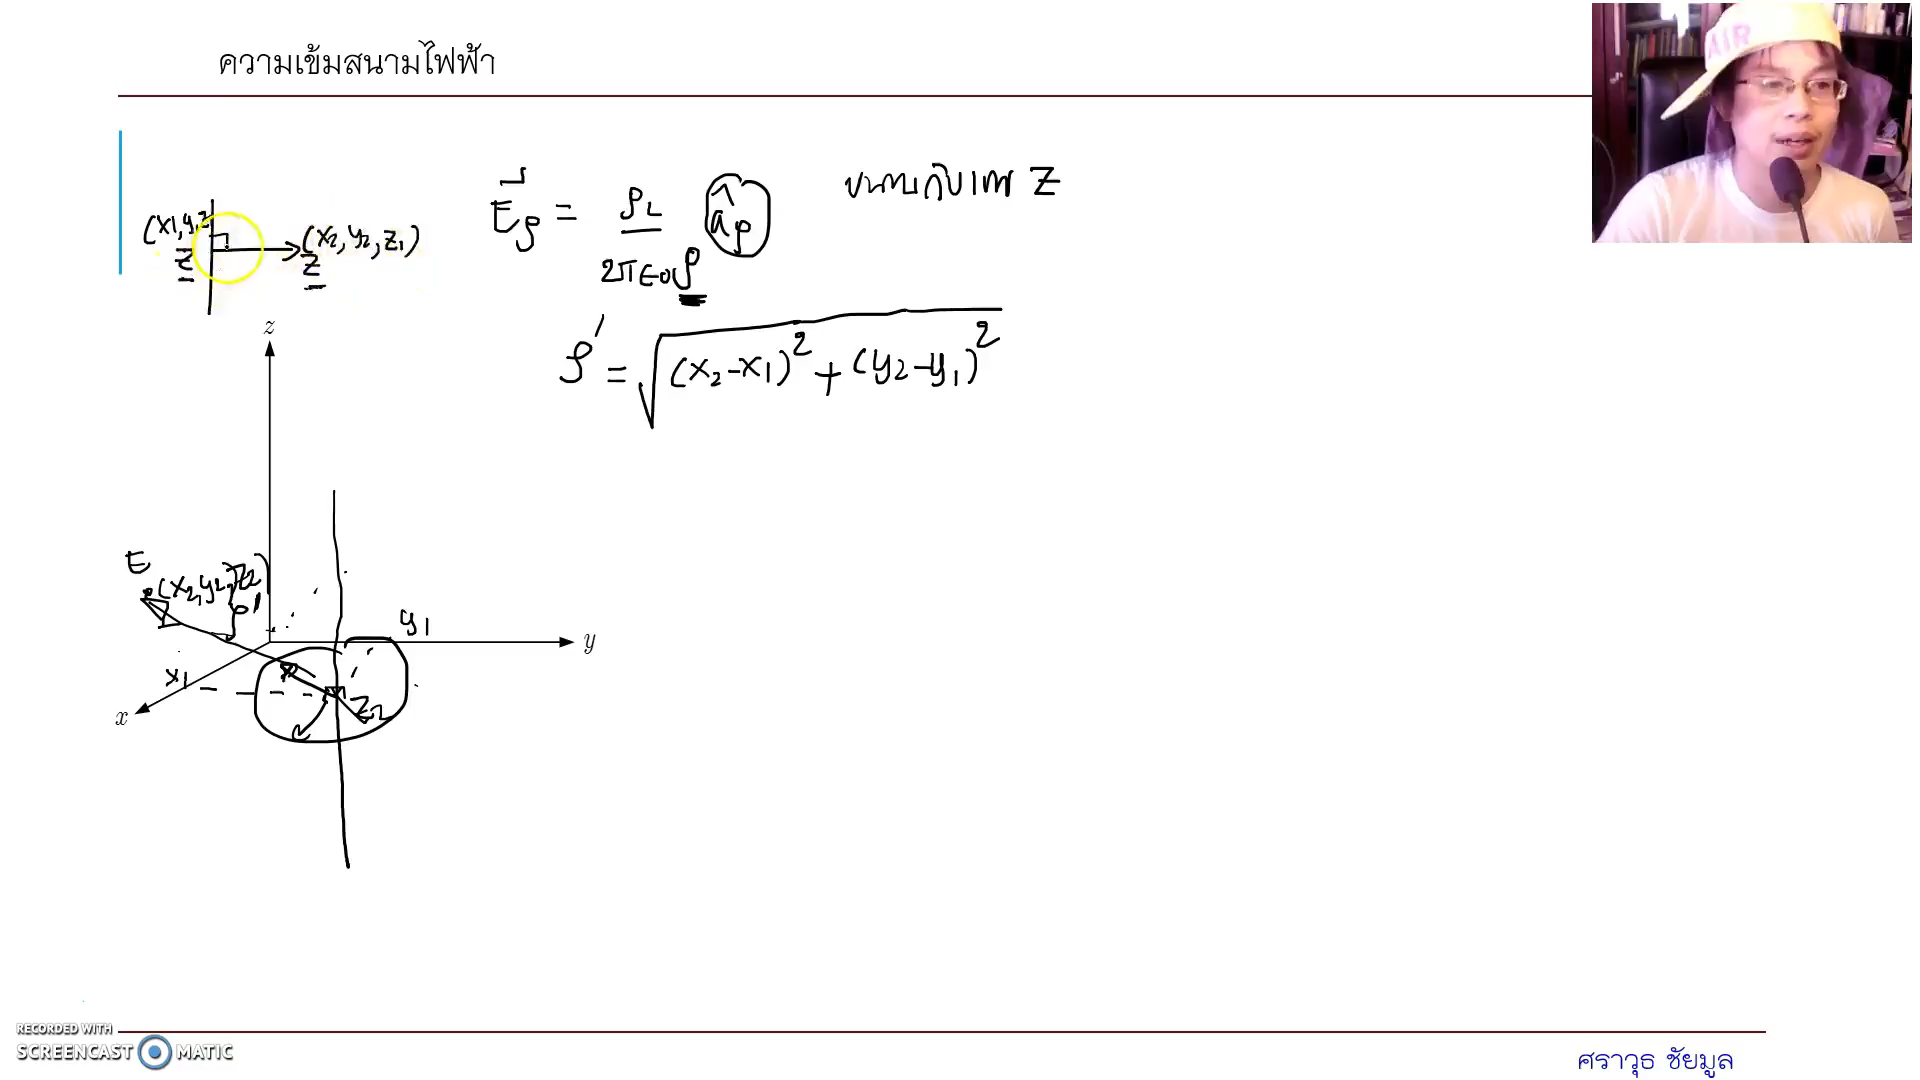 ความเข้มสนามไฟฟ้า
E⃗ρ = ρL / 2πε0ρ âρ
ขนานกับแกน Z
(x1,y,z
z
(x2,y2,z1)
z
ρ' = √(x2-x1)² + (y2-y1)²
z
E
(x2,y2,z2)
ρ'
y1
y
x1
z2
x
RECORDED WITH
SCREENCAST MATIC
ศราวุธ ชัยมูล